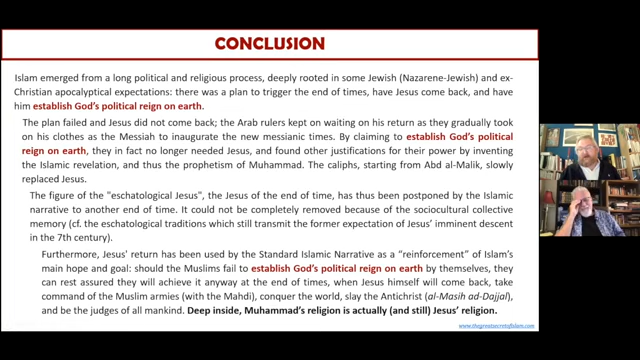 CONCLUSION
Islam emerged from a long political and religious process, deeply rooted in some Jewish (Nazarene-Jewish) and ex-
Christian apocalyptical expectations: there was a plan to trigger the end of times, have Jesus come back, and have
him establish God's political reign on earth.
The plan failed and Jesus did not come back: the Arab rulers kept on waiting on his return as they gradually took
on his clothes as the Messiah to inaugurate the new messianic times. By claiming to establish God's political
reign on earth, they in fact no longer needed Jesus, and found other justifications for their power by inventing
the Islamic revelation, and thus the prophetism of Muhammad. The caliphs, starting from Abd al-Malik, slowly
replaced Jesus.
The figure of the "eschatological Jesus", the Jesus of the end of time, has thus been postponed by the Islamic
narrative to another end of time. It could not be completely removed because of the sociocultural collective
memory (cf. the eschatological traditions which still transmit the former expectation of Jesus' imminent descent
in the 7th century).
Furthermore, Jesus' return has been used by the Standard Islamic Narrative as a "reinforcement" of Islam's
main hope and goal: should the Muslims fail to establish God's political reign on earth by themselves, they
can rest assured they will achieve it anyway at the end of times, when Jesus himself will come back, take
command of the Muslim armies (with the Mahdi), conquer the world, slay the Antichrist (al-Masih ad-Dajjal),
and be the judges of all mankind. Deep inside, Muhammad's religion is actually (and still) Jesus' religion.
www.thegreatsecretofislam.com